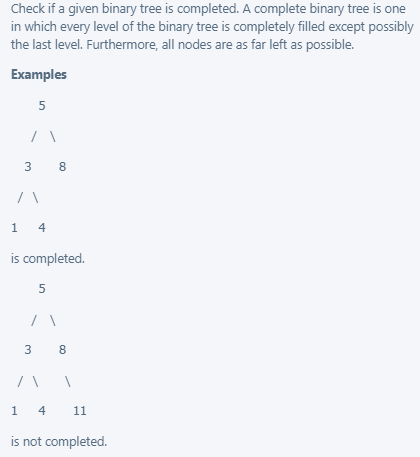 Check if a given binary tree is completed. A complete binary tree is one
in which every level of the binary tree is completely filled except possibly
the last level. Furthermore, all nodes are as far left as possible.
Examples
5
/ \
3 8
/ \
1 4
is completed.
5
/ \
3 8
/ \ \
1 4 11
is not completed.